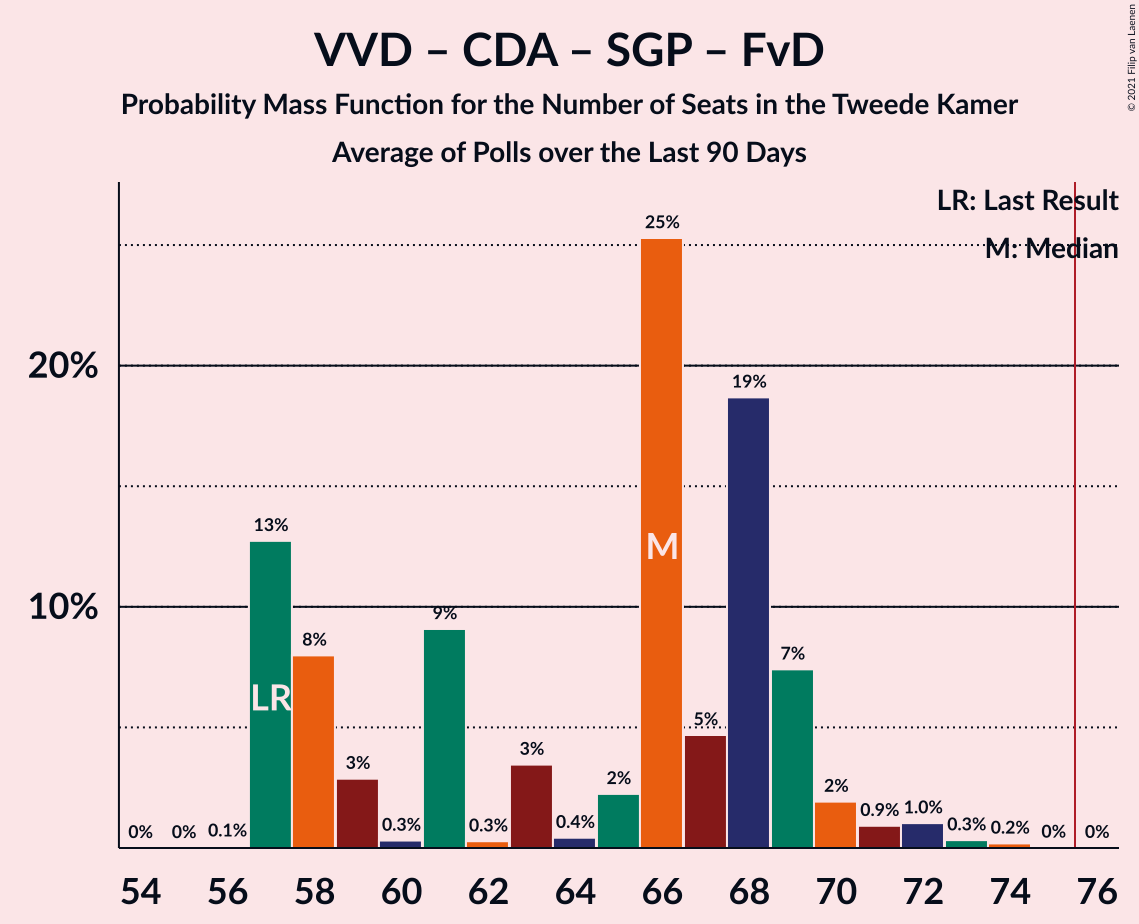 VVD – CDA – SGP – FvD
Probability Mass Function for the Number of Seats in the Tweede Kamer
Average of Polls over the Last 90 Days
© 2021 Filip van Laenen
LR: Last Result
M: Median
20%
10%
0%
0%
0.1%
13%
8%
3%
0.3%
9%
0.3%
3%
0.4%
2%
25%
5%
19%
7%
2%
0.9%
1.0%
0.3%
0.2%
0%
0%
LR
M
54 56 58 60 62 64 66 68 70 72 74 76